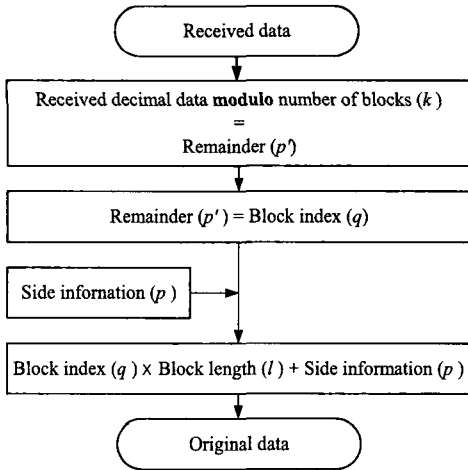 Received data
Received decimal data modulo number of blocks (k)
=
Remainder (p')
Remainder (p') = Block index (q)
Side infornation (p)
Block index (q) × Block length (l) + Side information (p)
Original data